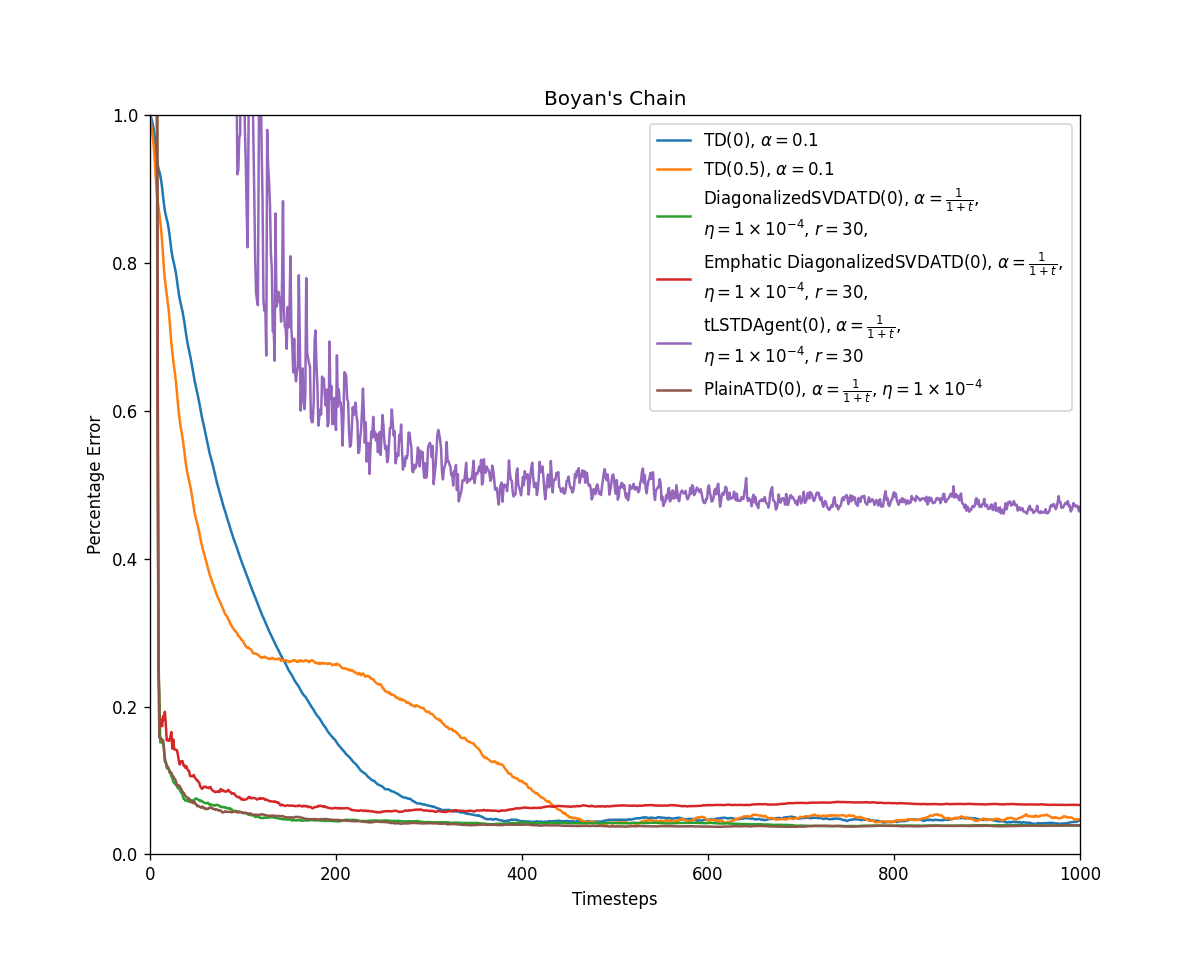 Boyan's Chain
1.0
0.8
0.6
0.4
0.2
0.0
Percentage Error
TD(0), α = 0.1
TD(0.5), α = 0.1
DiagonalizedSVDATD(0), α = 1/(1+t),
η = 1 × 10⁻⁴, r = 30,
Emphatic DiagonalizedSVDATD(0), α = 1/(1+t),
η = 1 × 10⁻⁴, r = 30,
tLSTDAgent(0), α = 1/(1+t),
η = 1 × 10⁻⁴, r = 30
PlainATD(0), α = 1/(1+t), η = 1 × 10⁻⁴
0 200 400 600 800 1000
Timesteps